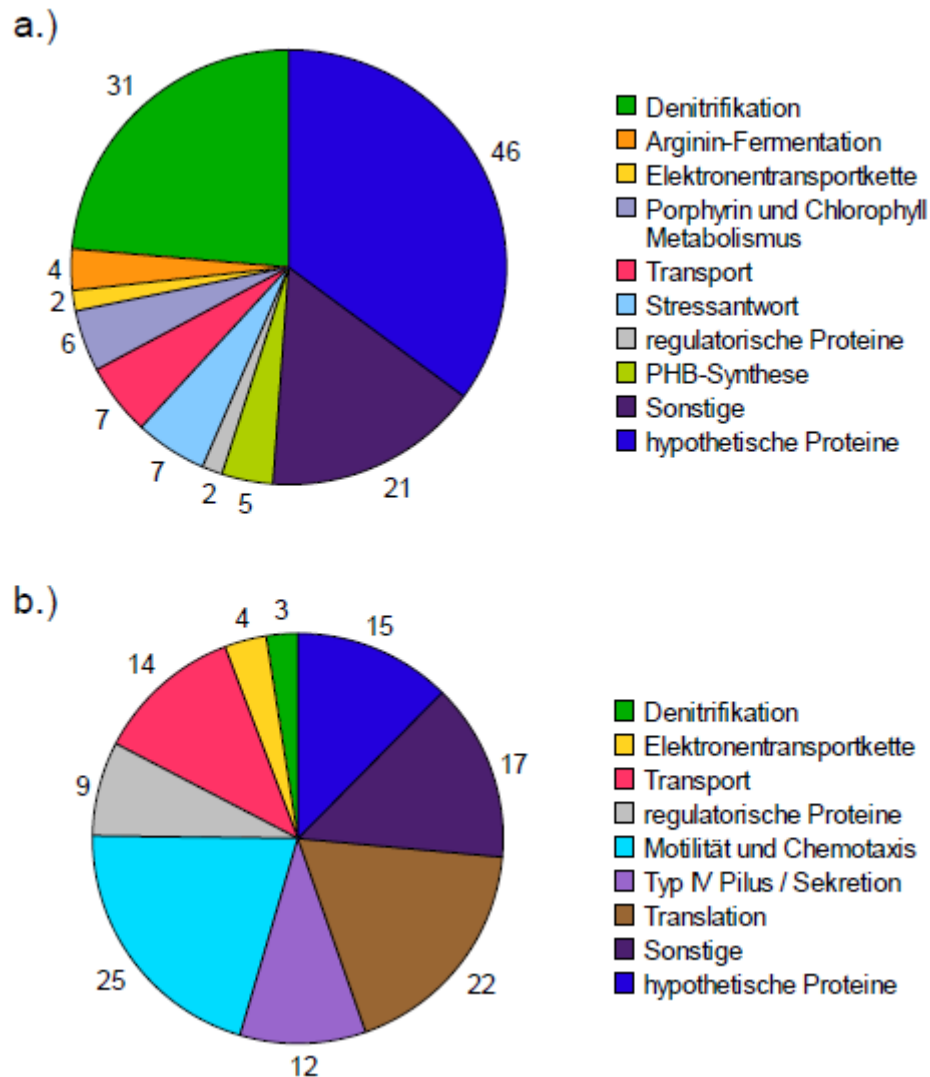 a.)
31
46
4
2
6
7
7
2
5
21
Denitrifikation
Arginin-Fermentation
Elektronentransportkette
Porphyrin und Chlorophyll
Metabolismus
Transport
Stressantwort
regulatorische Proteine
PHB-Synthese
Sonstige
hypothetische Proteine
b.)
4
3
15
14
17
9
25
22
12
Denitrifikation
Elektronentransportkette
Transport
regulatorische Proteine
Motilität und Chemotaxis
Typ IV Pilus / Sekretion
Translation
Sonstige
hypothetische Proteine